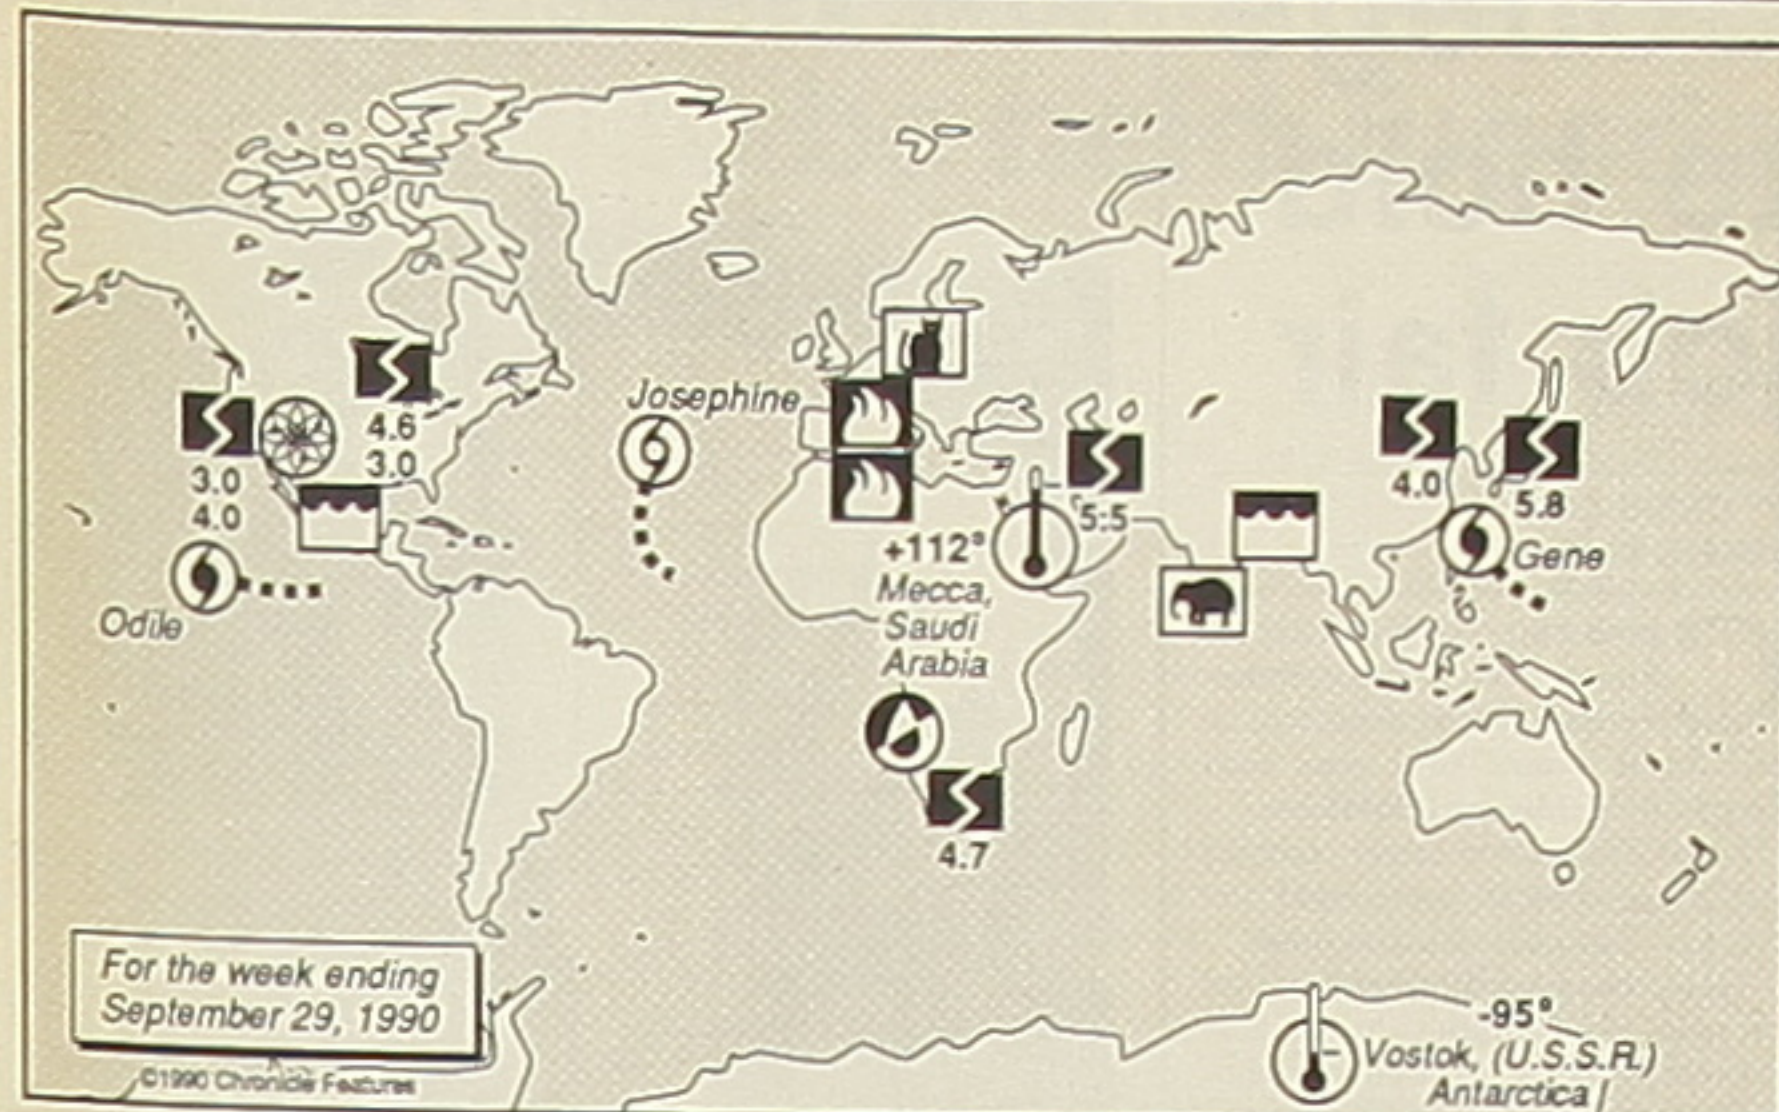 Josephine
4.6
3.0
3.0
4.0
4.0
5.8
5.5
+112°
Mecca,
Saudi
Arabia
Gene
Odile
4.7
For the week ending
September 29, 1990
©1990 Chronicle Features
-95°
Vostok, (U.S.S.R.)
Antarctica